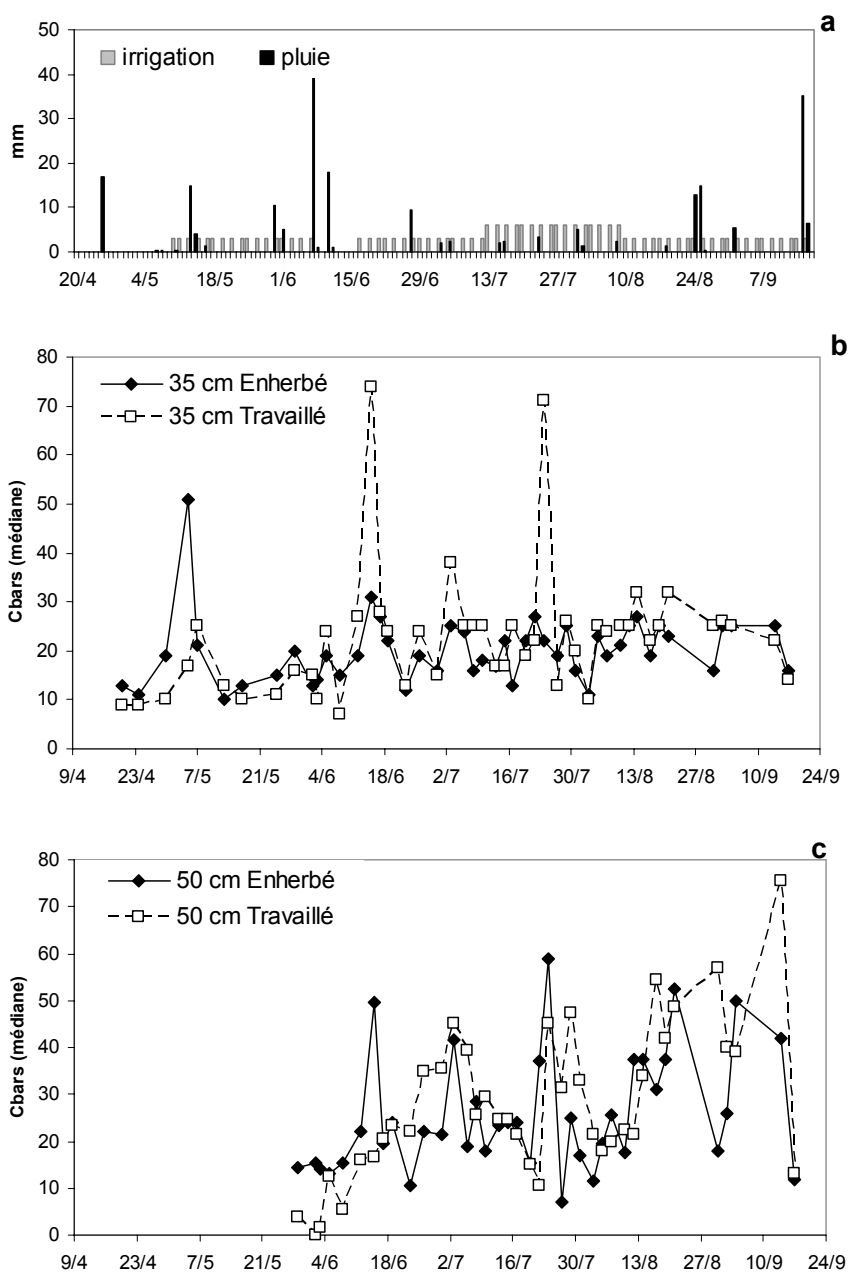 a
50
irrigation pluie
40
30
mm
20
10
0
20/4 4/5 18/5 1/6 15/6 29/6 13/7 27/7 10/8 24/8 7/9
b
80
35 cm Enherbé
70
35 cm Travaillé
60
50
Cbars (médiane)
40
30
20
10
0
9/4 23/4 7/5 21/5 4/6 18/6 2/7 16/7 30/7 13/8 27/8 10/9 24/9
c
80
50 cm Enherbé
70
50 cm Travaillé
60
50
Cbars (médiane)
40
30
20
10
0
9/4 23/4 7/5 21/5 4/6 18/6 2/7 16/7 30/7 13/8 27/8 10/9 24/9